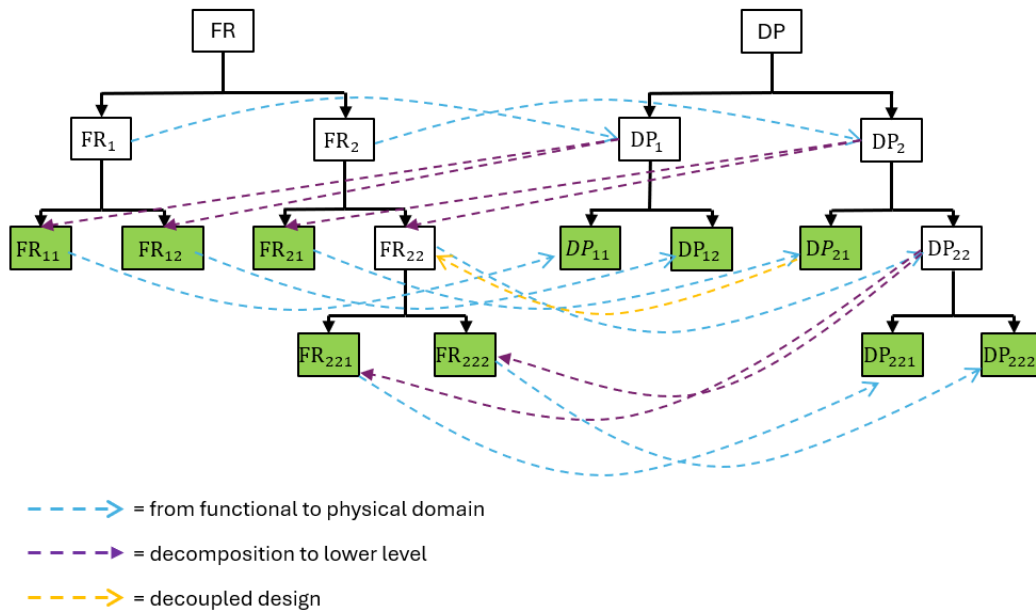 FR
DP
FR₁
FR₂
DP₁
DP₂
FR₁₁
FR₁₂
FR₂₁
FR₂₂
DP₁₁
DP₁₂
DP₂₁
DP₂₂
FR₂₂₁
FR₂₂₂
DP₂₂₁
DP₂₂₂
= from functional to physical domain
= decomposition to lower level
= decoupled design